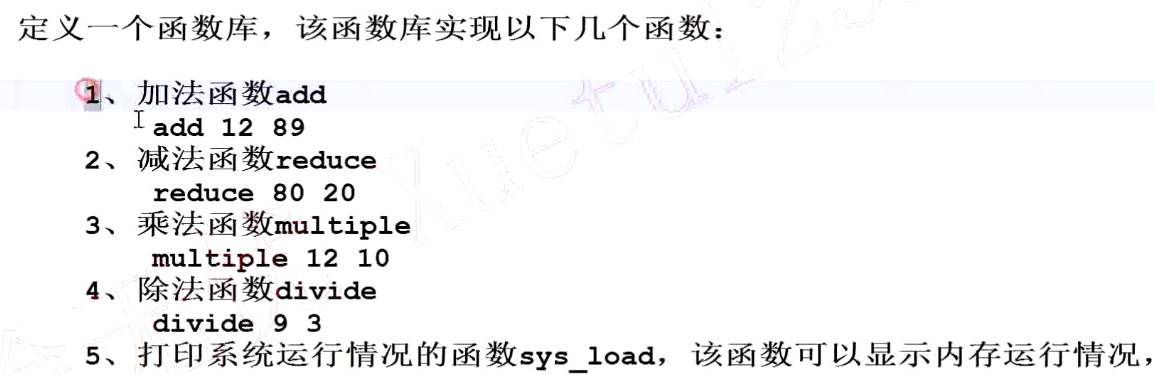 定义一个函数库，该函数库实现以下几个函数：
1、加法函数add
add 12 89
2、减法函数reduce
reduce 80 20
3、乘法函数multiple
multiple 12 10
4、除法函数divide
divide 9 3
5、打印系统运行情况的函数sys_load，该函数可以显示内存运行情况，